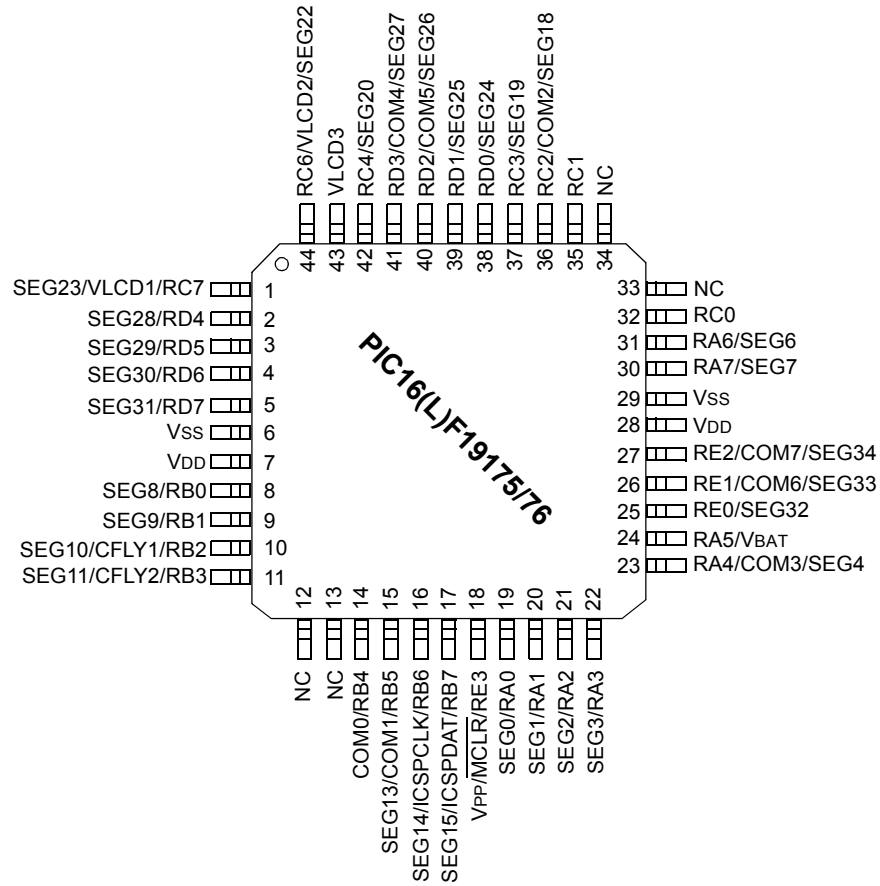 RC6/VLCD2/SEG22
VLCD3
RC4/SEG20
RD3/COM4/SEG27
RD2/COM5/SEG26
RD1/SEG25
RD0/SEG24
RC3/SEG19
RC2/COM2/SEG18
RC1
NC
44 43 42 41 40 39 38 37 36 35 34
SEG23/VLCD1/RC7 1
SEG28/RD4 2
SEG29/RD5 3
SEG30/RD6 4
SEG31/RD7 5
VSS 6
VDD 7
SEG8/RB0 8
SEG9/RB1 9
SEG10/CFLY1/RB2 10
SEG11/CFLY2/RB3 11
PIC16(L)F19175/76
33 NC
32 RC0
31 RA6/SEG6
30 RA7/SEG7
29 VSS
28 VDD
27 RE2/COM7/SEG34
26 RE1/COM6/SEG33
25 RE0/SEG32
24 RA5/VBAT
23 RA4/COM3/SEG4
12 13 14 15 16 17 18 19 20 21 22
NC
NC
COM0/RB4
SEG13/COM1/RB5
SEG14/ICSPCLK/RB6
SEG15/ICSPDAT/RB7
VPP/MCLR/RE3
SEG0/RA0
SEG1/RA1
SEG2/RA2
SEG3/RA3